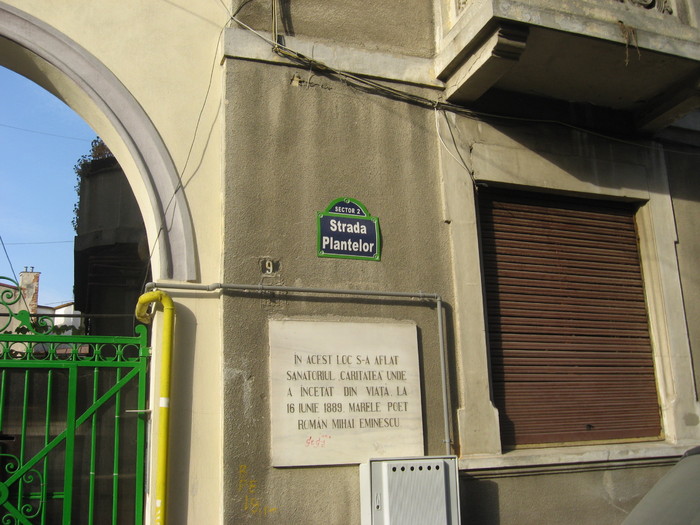 SECTOR 2
Strada
Plantelor
9
IN ACEST LOC S-A AFLAT
SANATORIUL „CARITATEA” UNDE
A ÎNCETAT DIN VIAȚĂ, LA
16 IUNIE 1889, MARELE POET
ROMÂN MIHAI EMINESCU